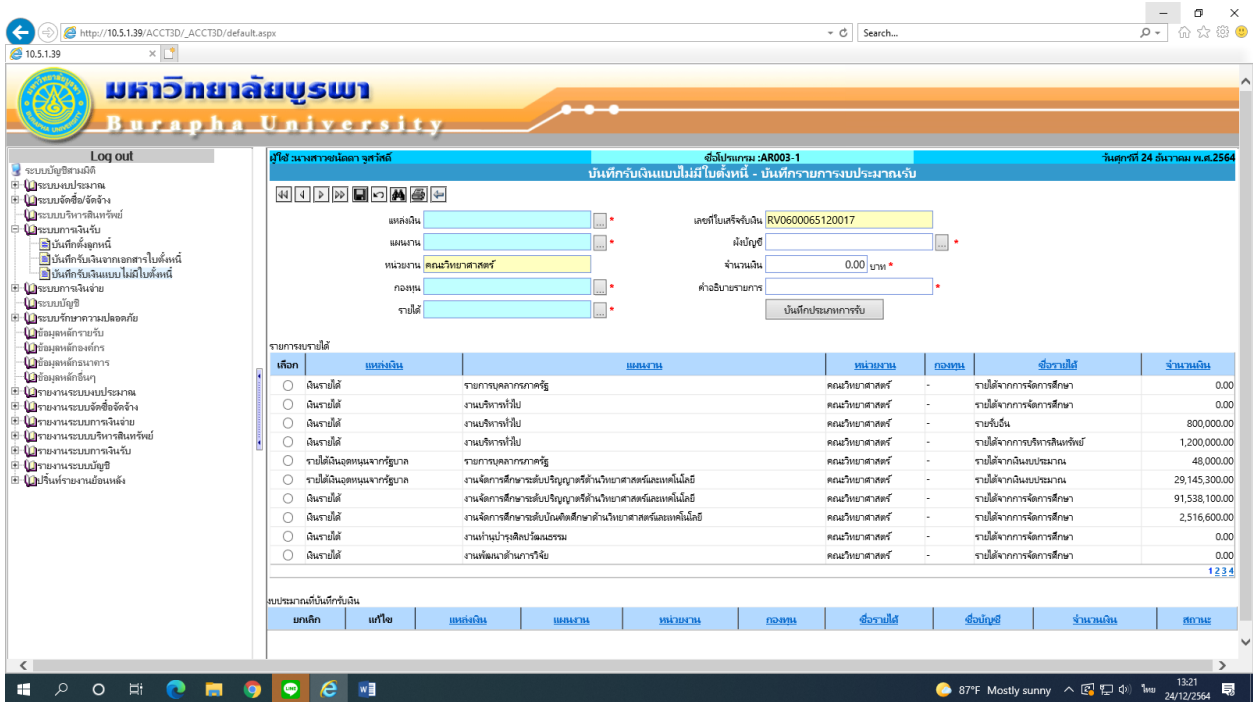 http://10.5.1.39/ACCT3D/_ACCT3D/default.aspx
Search...
10.5.1.39
มหาวิทยาลัยบูรพา
Burapha University
Log out
ระบบบัญชีสามมิติ
ระบบงบประมาณ
ระบบจัดซื้อ/จัดจ้าง
ระบบบริหารสินทรัพย์
ระบบการเงินรับ
บันทึกตั้งลูกหนี้
บันทึกรับเงินจากเอกสารใบตั้งหนี้
บันทึกรับเงินแบบไม่มีใบตั้งหนี้
ระบบการเงินจ่าย
ระบบบัญชี
ระบบรักษาความปลอดภัย
ข้อมูลหลักรายรับ
ข้อมูลหลักองค์กร
ข้อมูลหลักธนาคาร
ข้อมูลหลักอื่นๆ
รายงานระบบงบประมาณ
รายงานระบบจัดซื้อจัดจ้าง
รายงานระบบการเงินจ่าย
รายงานระบบบริหารสินทรัพย์
รายงานระบบการเงินรับ
รายงานระบบบัญชี
ปริ้นท์รายงานย้อนหลัง
ผู้ใช้ :นางสาวชนัดดา จูสวัสดิ์ ชื่อโปรแกรม :AR003-1 วันศุกร์ที่ 24 ธันวาคม พ.ศ.2564
บันทึกรับเงินแบบไม่มีใบตั้งหนี้ - บันทึกรายการงบประมาณรับ
แหล่งเงิน ... * เลขที่ใบเสร็จรับเงิน RV0600065120017
แผนงาน ... * ผังบัญชี ... *
หน่วยงาน คณะวิทยาศาสตร์ จำนวนเงิน 0.00 บาท *
กองทุน ... * คำอธิบายรายการ *
รายได้ ... * บันทึกประเภทการรับ
รายการงบรายได้
เลือก แหล่งเงิน แผนงาน หน่วยงาน กองทุน ชื่อรายได้ จำนวนเงิน
เงินรายได้ รายการบุคลากรภาครัฐ คณะวิทยาศาสตร์ - รายได้จากการจัดการศึกษา 0.00
เงินรายได้ งานบริหารทั่วไป คณะวิทยาศาสตร์ - รายได้จากการจัดการศึกษา 0.00
เงินรายได้ งานบริหารทั่วไป คณะวิทยาศาสตร์ - รายรับอื่น 800,000.00
เงินรายได้ งานบริหารทั่วไป คณะวิทยาศาสตร์ - รายได้จากการบริหารสินทรัพย์ 1,200,000.00
รายได้เงินอุดหนุนจากรัฐบาล รายการบุคลากรภาครัฐ คณะวิทยาศาสตร์ - รายได้จากเงินงบประมาณ 48,000.00
รายได้เงินอุดหนุนจากรัฐบาล งานจัดการศึกษาระดับปริญญาตรีด้านวิทยาศาสตร์และเทคโนโลยี คณะวิทยาศาสตร์ - รายได้จากเงินงบประมาณ 29,145,300.00
เงินรายได้ งานจัดการศึกษาระดับปริญญาตรีด้านวิทยาศาสตร์และเทคโนโลยี คณะวิทยาศาสตร์ - รายได้จากการจัดการศึกษา 91,538,100.00
เงินรายได้ งานจัดการศึกษาระดับบัณฑิตศึกษาด้านวิทยาศาสตร์และเทคโนโลยี คณะวิทยาศาสตร์ - รายได้จากการจัดการศึกษา 2,516,600.00
เงินรายได้ งานทำนุบำรุงศิลปวัฒนธรรม คณะวิทยาศาสตร์ - รายได้จากการจัดการศึกษา 0.00
เงินรายได้ งานพัฒนาด้านการวิจัย คณะวิทยาศาสตร์ - รายได้จากการจัดการศึกษา 0.00
1 2 3 4
งบประมาณที่บันทึกรับเงิน
ยกเลิก แก้ไข แหล่งเงิน แผนงาน หน่วยงาน กองทุน ชื่อรายได้ ชื่อบัญชี จำนวนเงิน สถานะ
87°F Mostly sunny ไทย 13:21
24/12/2564